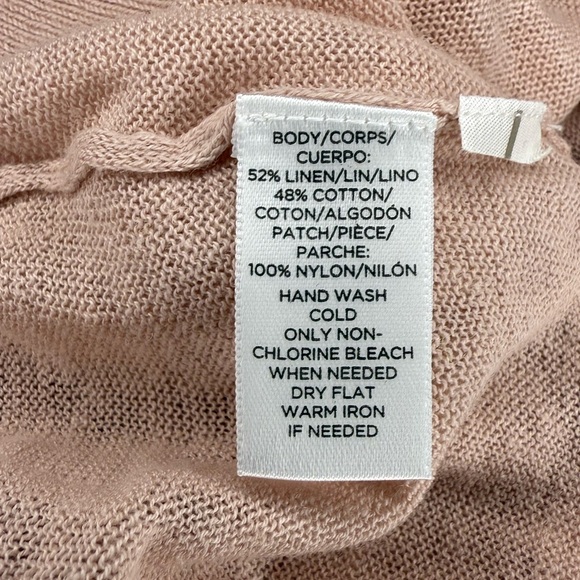 BODY/CORPS/
CUERPO:
52% LINEN/LIN/LINO
48% COTTON/
COTON/ALGODÓN
PATCH/PIÈCE/
PARCHE:
100% NYLON/NILÓN
HAND WASH
COLD
ONLY NON-
CHLORINE BLEACH
WHEN NEEDED
DRY FLAT
WARM IRON
IF NEEDED